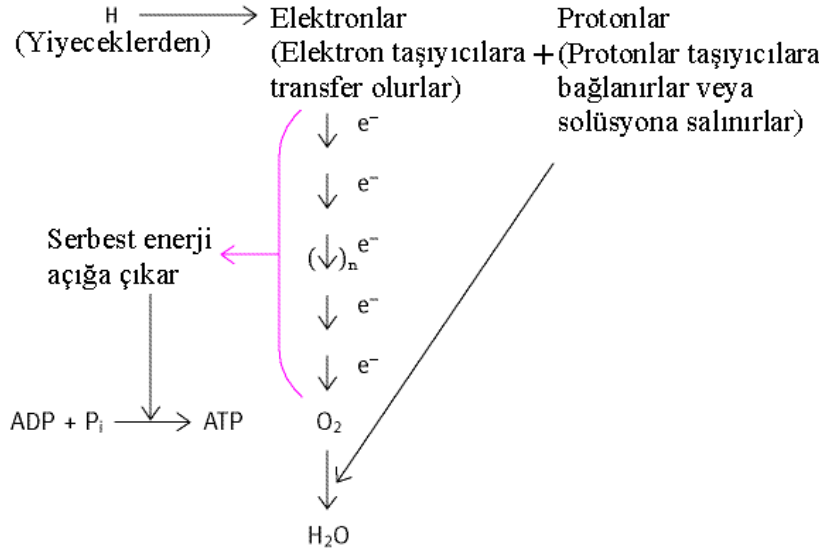 H
(Yiyeceklerden)
Elektronlar
(Elektron taşıyıcılara
transfer olurlar)
+
Protonlar
(Protonlar taşıyıcılara
bağlanırlar veya
solüsyona salınırlar)
e⁻
e⁻
( )ₙ e⁻
e⁻
e⁻
Serbest enerji
açığa çıkar
ADP + Pᵢ
ATP
O₂
H₂O